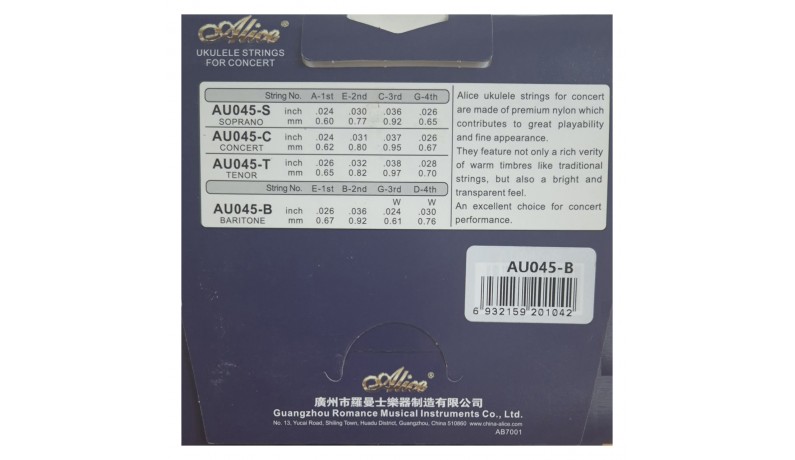 Alice®
UKULELE STRINGS
FOR CONCERT
String No. A-1st E-2nd C-3rd G-4th
AU045-S inch .024 .030 .036 .026
SOPRANO mm 0.60 0.77 0.92 0.65
AU045-C inch .024 .031 .037 .026
CONCERT mm 0.62 0.80 0.95 0.67
AU045-T inch .026 .032 .038 .028
TENOR mm 0.65 0.82 0.97 0.70
String No. E-1st B-2nd G-3rd D-4th
W W
AU045-B inch .026 .036 .024 .030
BARITONE mm 0.67 0.92 0.61 0.76
Alice ukulele strings for concert
are made of premium nylon which
contributes to great playability
and fine appearance.
They feature not only a rich verity
of warm timbres like traditional
strings, but also a bright and
transparent feel.
An excellent choice for concert
performance.
AU045-B
6 932159 201042
Alice®
廣州市羅曼士樂器制造有限公司
Guangzhou Romance Musical Instruments Co., Ltd.
No. 13, Yucai Road, Shiling Town, Huadu District, Guangzhou, China 510860 www.china-alice.com
AB7001